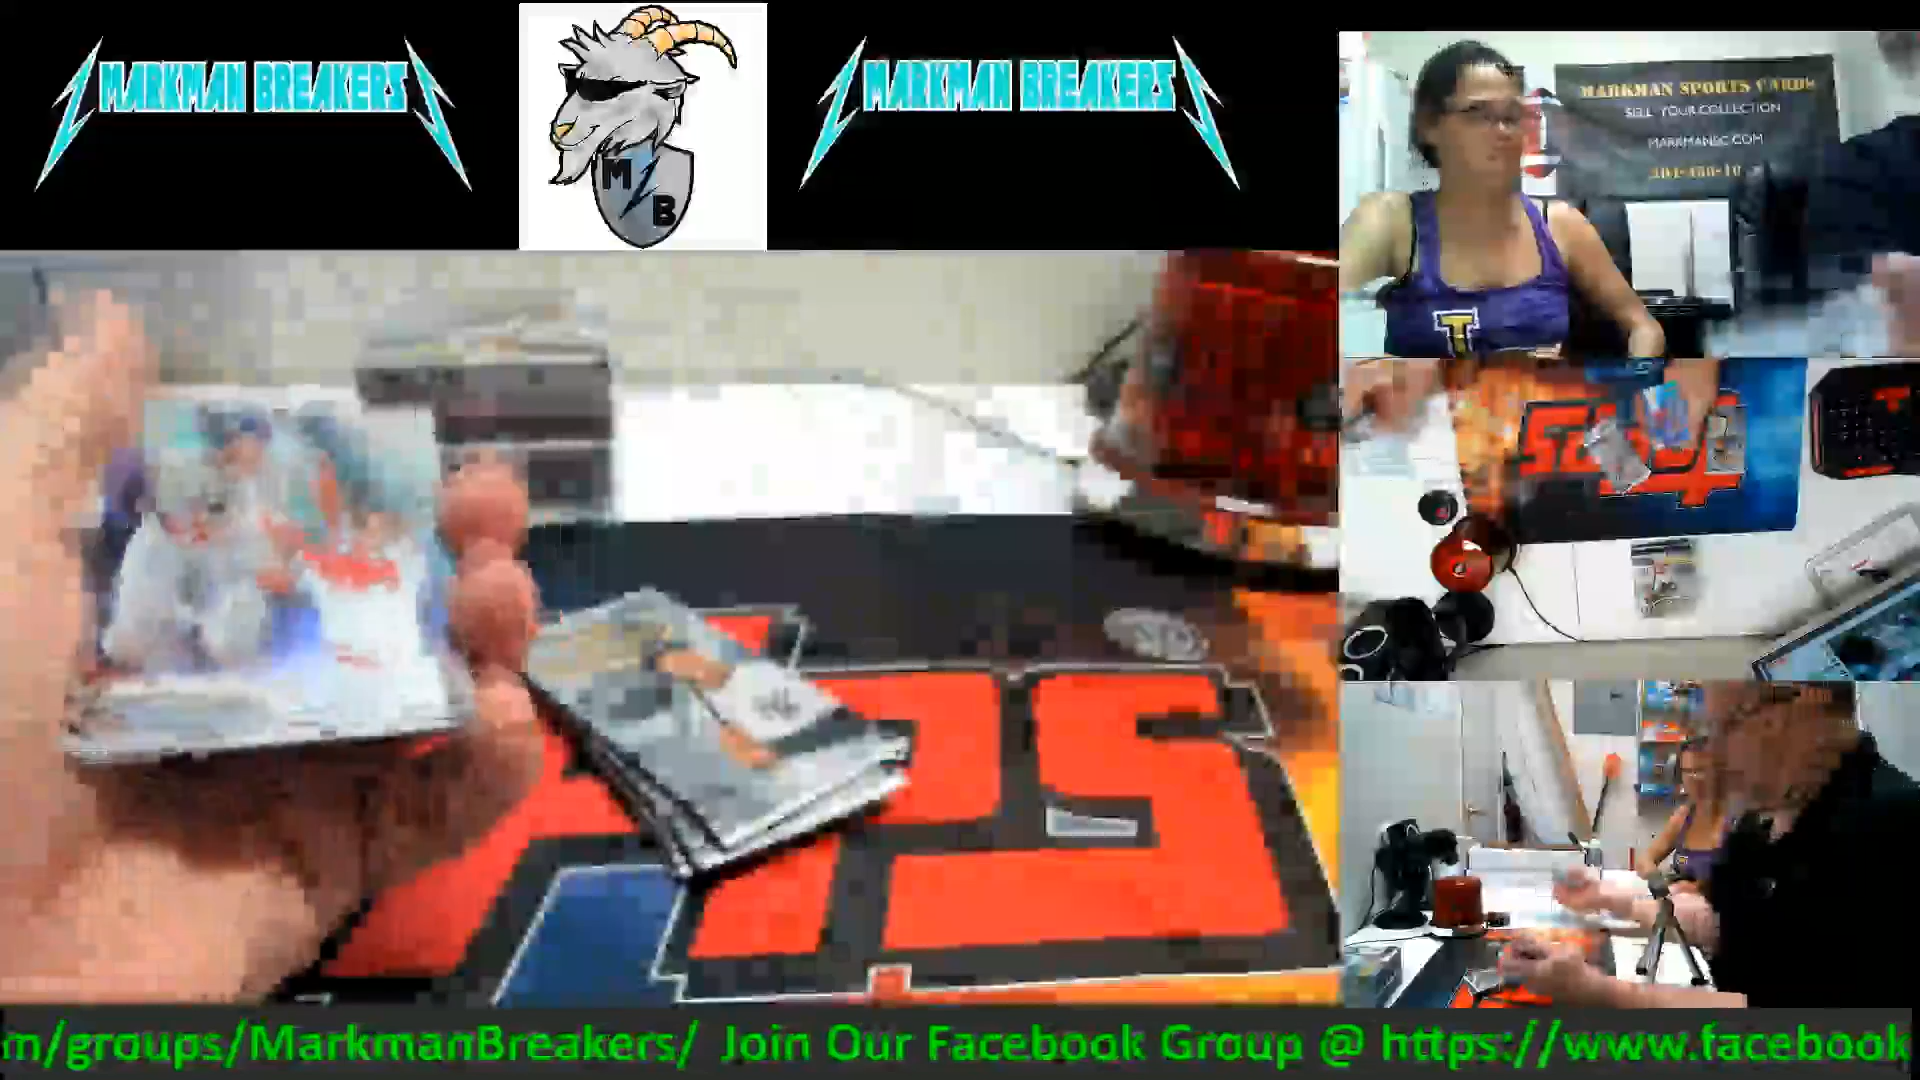 MARKMAN BREAKERS
MARKMAN BREAKERS
M B
MARKMAN SPORTS CARDS
SELL YOUR COLLECTION
MARKMANSC.COM
T
m/groups/MarkmanBreakers/ Join Our Facebook Group @ https://www.facebook